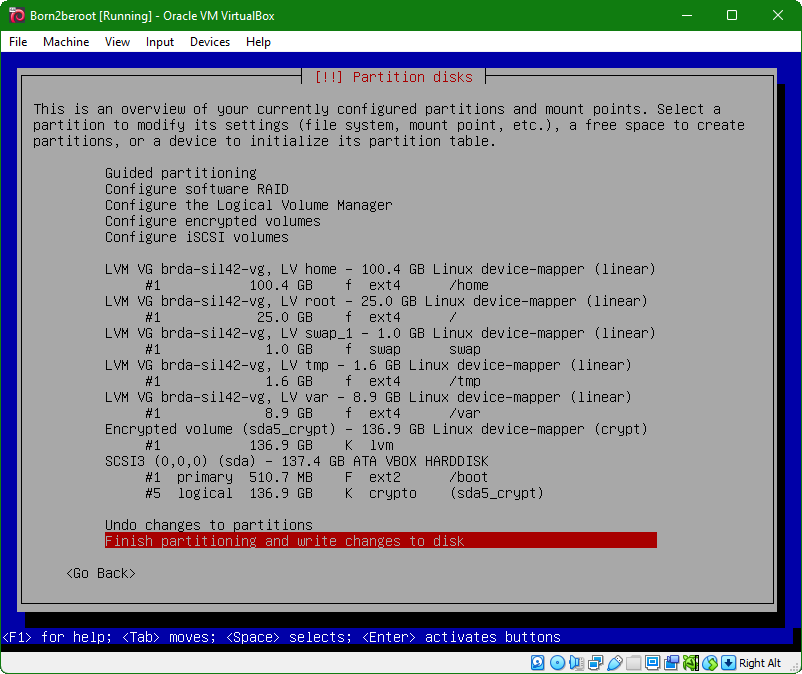 Born2beroot [Running] - Oracle VM VirtualBox
File Machine View Input Devices Help
[!!] Partition disks
This is an overview of your currently configured partitions and mount points. Select a
partition to modify its settings (file system, mount point, etc.), a free space to create
partitions, or a device to initialize its partition table.
Guided partitioning
Configure software RAID
Configure the Logical Volume Manager
Configure encrypted volumes
Configure iSCSI volumes
LVM VG brda-sil42-vg, LV home - 100.4 GB Linux device-mapper (linear)
#1 100.4 GB f ext4 /home
LVM VG brda-sil42-vg, LV root - 25.0 GB Linux device-mapper (linear)
#1 25.0 GB f ext4 /
LVM VG brda-sil42-vg, LV swap_1 - 1.0 GB Linux device-mapper (linear)
#1 1.0 GB f swap swap
LVM VG brda-sil42-vg, LV tmp - 1.6 GB Linux device-mapper (linear)
#1 1.6 GB f ext4 /tmp
LVM VG brda-sil42-vg, LV var - 8.9 GB Linux device-mapper (linear)
#1 8.9 GB f ext4 /var
Encrypted volume (sda5_crypt) - 136.9 GB Linux device-mapper (crypt)
#1 136.9 GB K lvm
SCSI3 (0,0,0) (sda) - 137.4 GB ATA VBOX HARDDISK
#1 primary 510.7 MB F ext2 /boot
#5 logical 136.9 GB K crypto (sda5_crypt)
Undo changes to partitions
Finish partitioning and write changes to disk
<Go Back>
<F1> for help; <Tab> moves; <Space> selects; <Enter> activates buttons
Right Alt